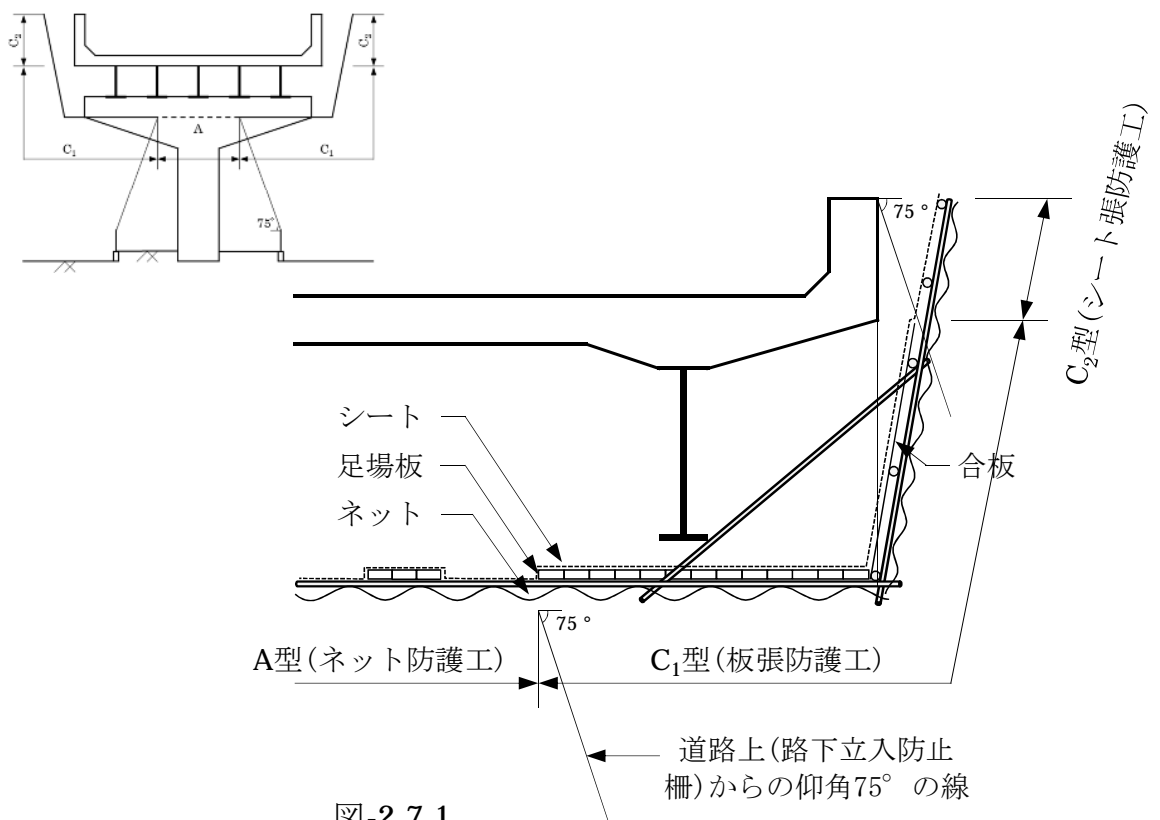 C₂
C₂
A
C₁
C₁
75°
75°
C₂型(シート張防護工)
シート
足場板
ネット
合板
75°
A型(ネット防護工)
C₁型(板張防護工)
道路上(路下立入防止
柵)からの仰角75°の線
図-2.7.1